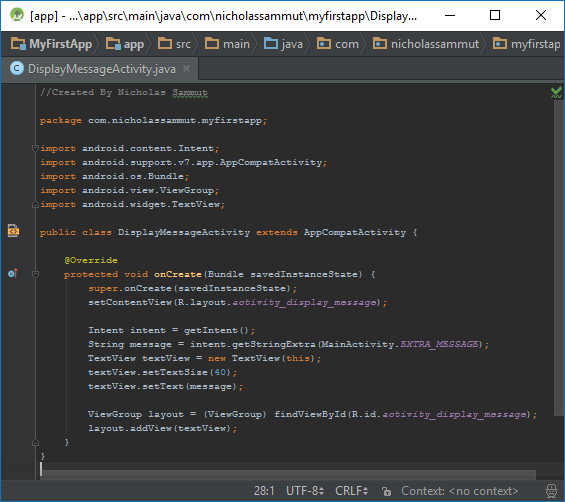 [app] - ...\app\src\main\java\com\nicholassammut\myfirstapp\Display...
MyFirstApp app src main java com nicholassammut myfirstap
DisplayMessageActivity.java
//Created By Nicholas Sammut
package com.nicholassammut.myfirstapp;
import android.content.Intent;
import android.support.v7.app.AppCompatActivity;
import android.os.Bundle;
import android.view.ViewGroup;
import android.widget.TextView;
public class DisplayMessageActivity extends AppCompatActivity {
@Override
protected void onCreate(Bundle savedInstanceState) {
super.onCreate(savedInstanceState);
setContentView(R.layout.activity_display_message);
Intent intent = getIntent();
String message = intent.getStringExtra(MainActivity.EXTRA_MESSAGE);
TextView textView = new TextView(this);
textView.setTextSize(40);
textView.setText(message);
ViewGroup layout = (ViewGroup) findViewById(R.id.activity_display_message);
layout.addView(textView);
}
}
28:1 UTF-8 CRLF Context: <no context>